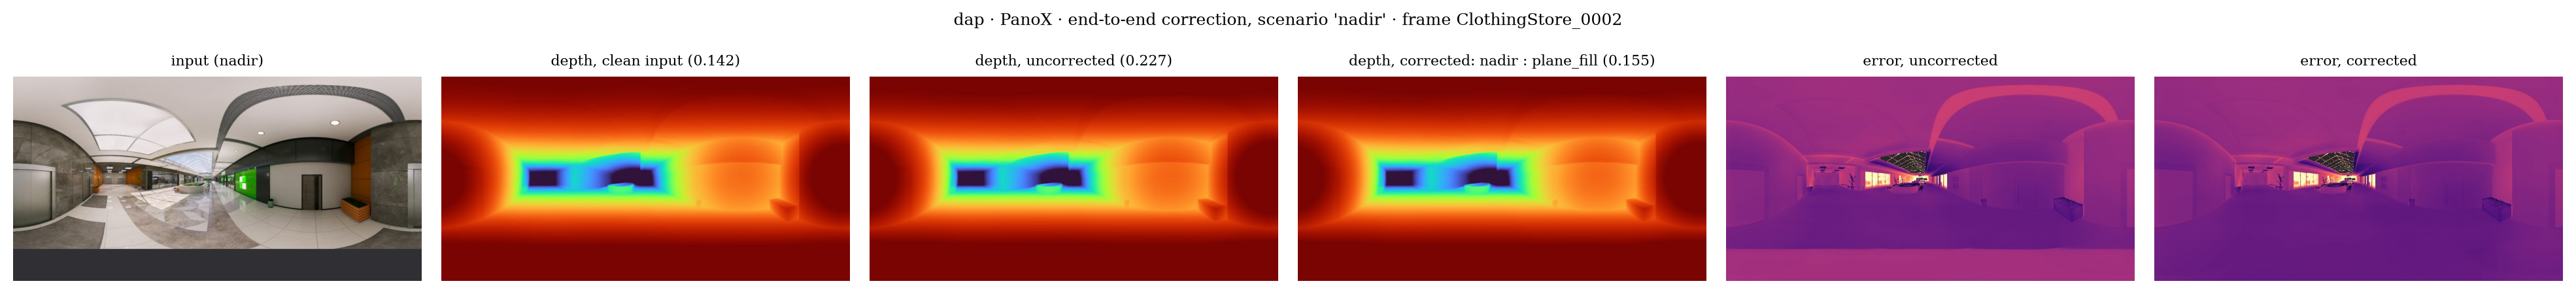 dap · PanoX · end-to-end correction, scenario 'nadir' · frame ClothingStore_0002
input (nadir)
depth, clean input (0.142)
depth, uncorrected (0.227)
depth, corrected: nadir : plane_fill (0.155)
error, uncorrected
error, corrected